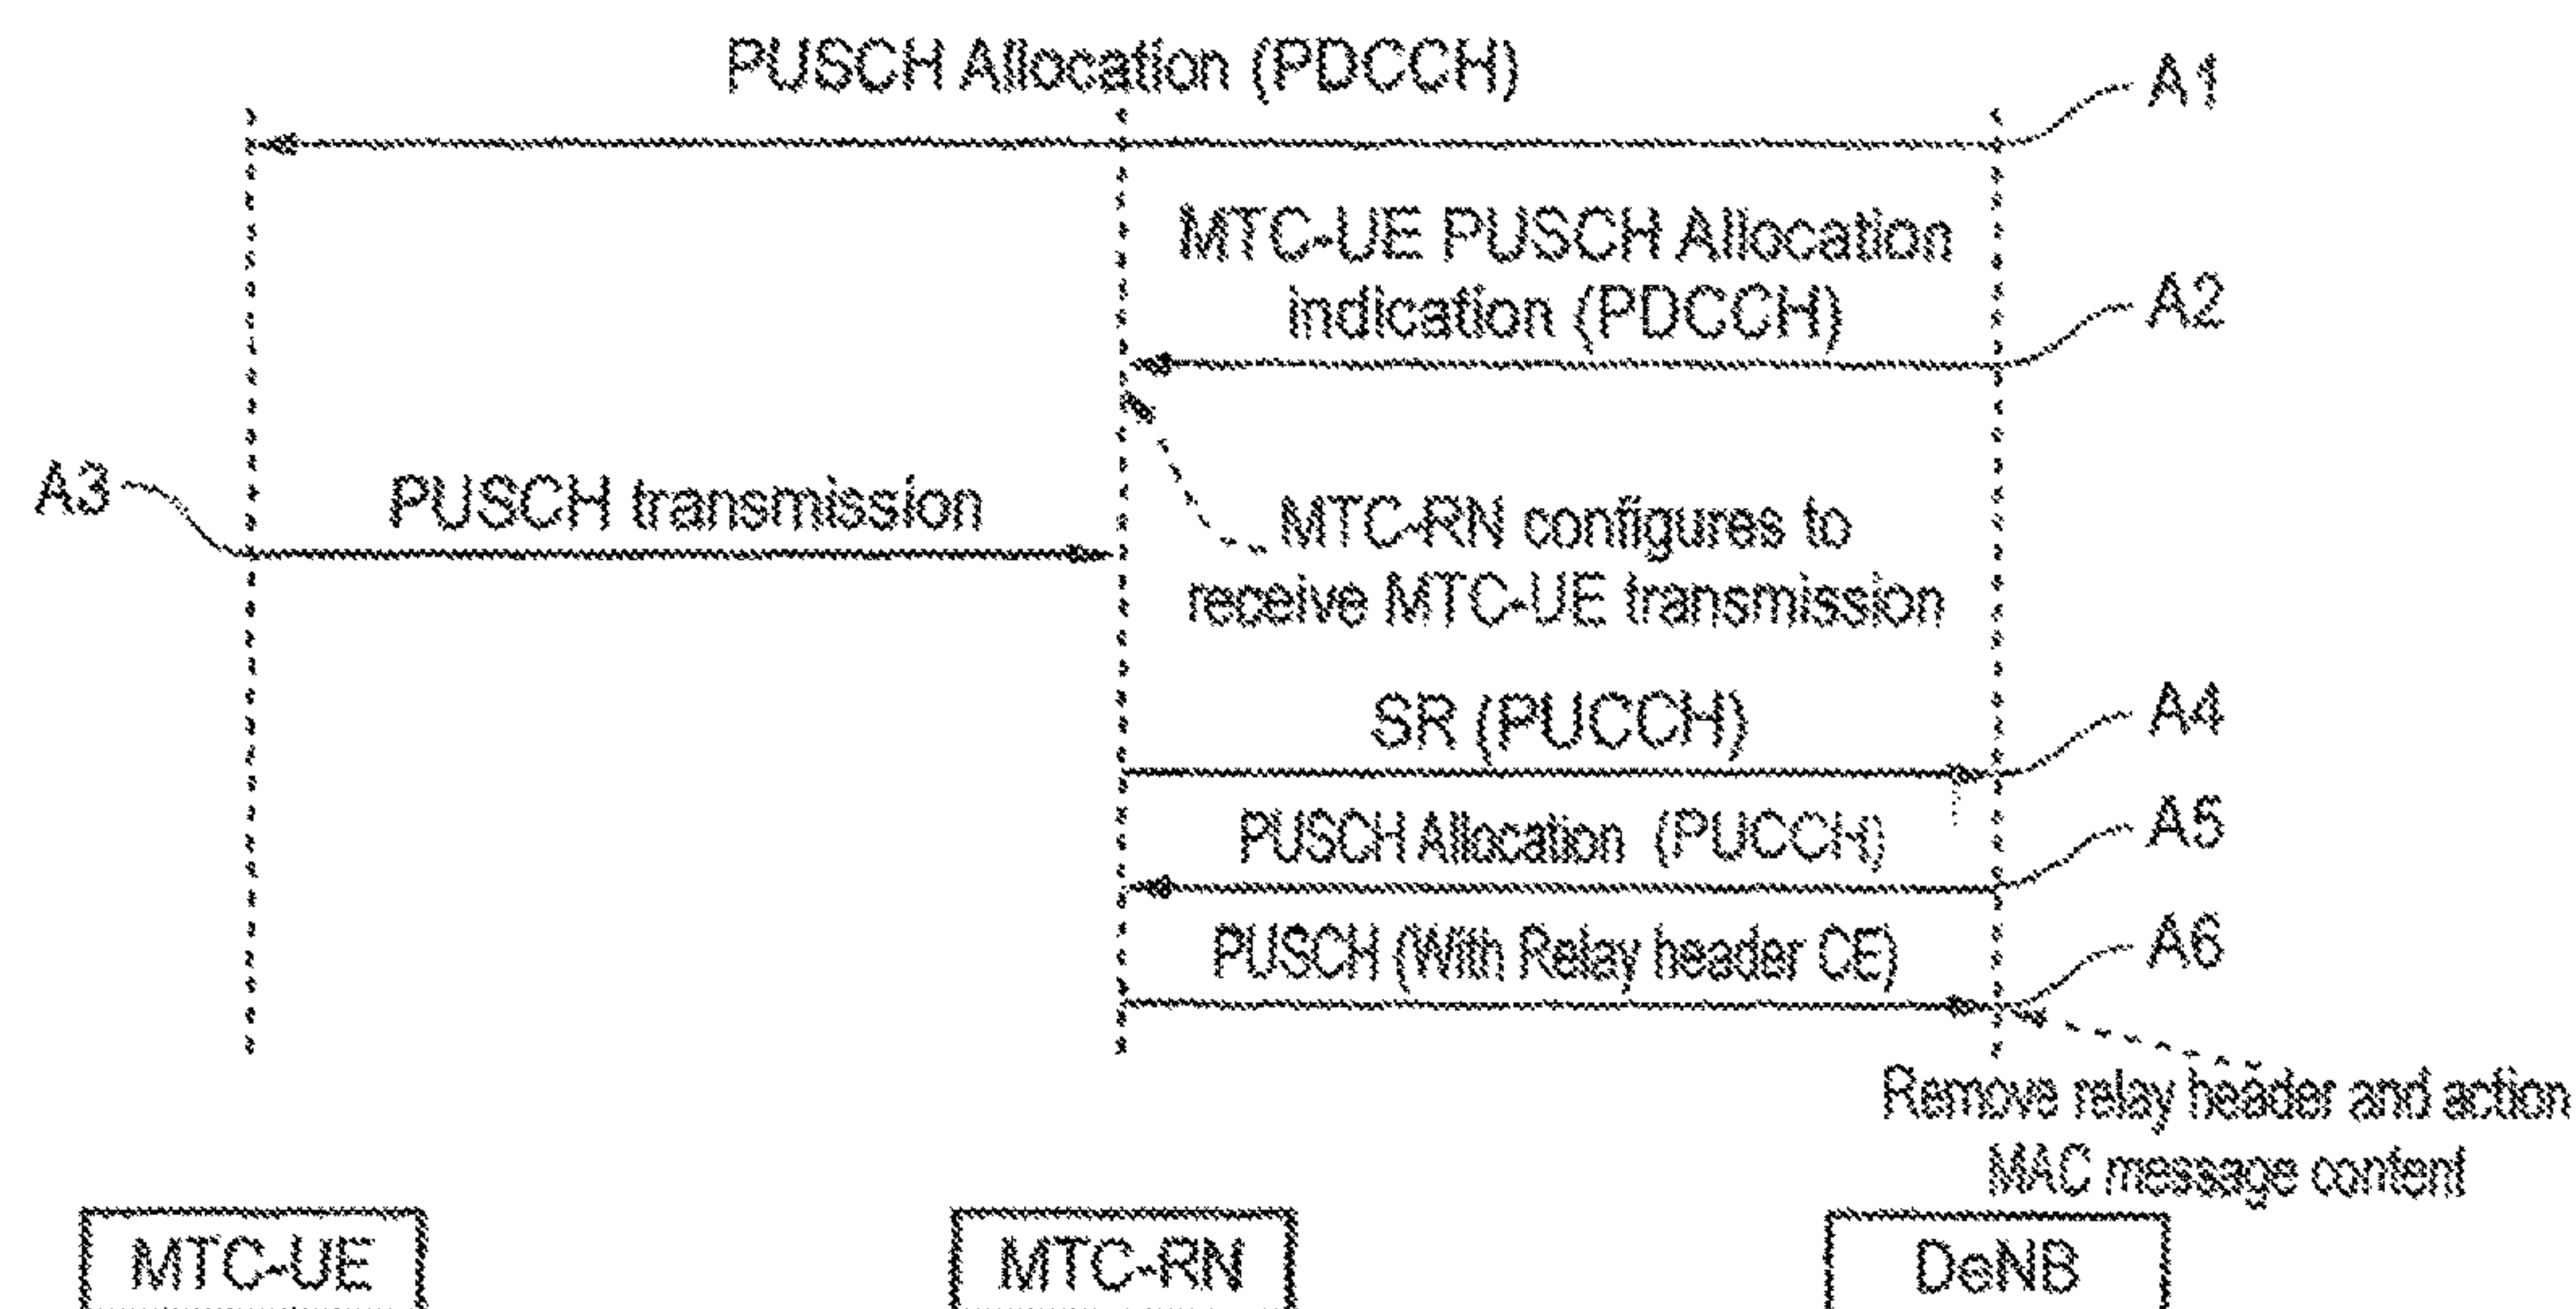 PUSCH Allocation (PDCCH)
A1
MTC-UE PUSCH Allocation
indication (PDCCH)
A2
A3
PUSCH transmission
MTC-RN configures to
receive MTC-UE transmission
SR (PUCCH)
A4
PUSCH Allocation (PUCCH)
A5
PUSCH (With Relay header CE)
A6
Remove relay header and action
MAC message content
MTC-UE
MTC-RN
DeNB